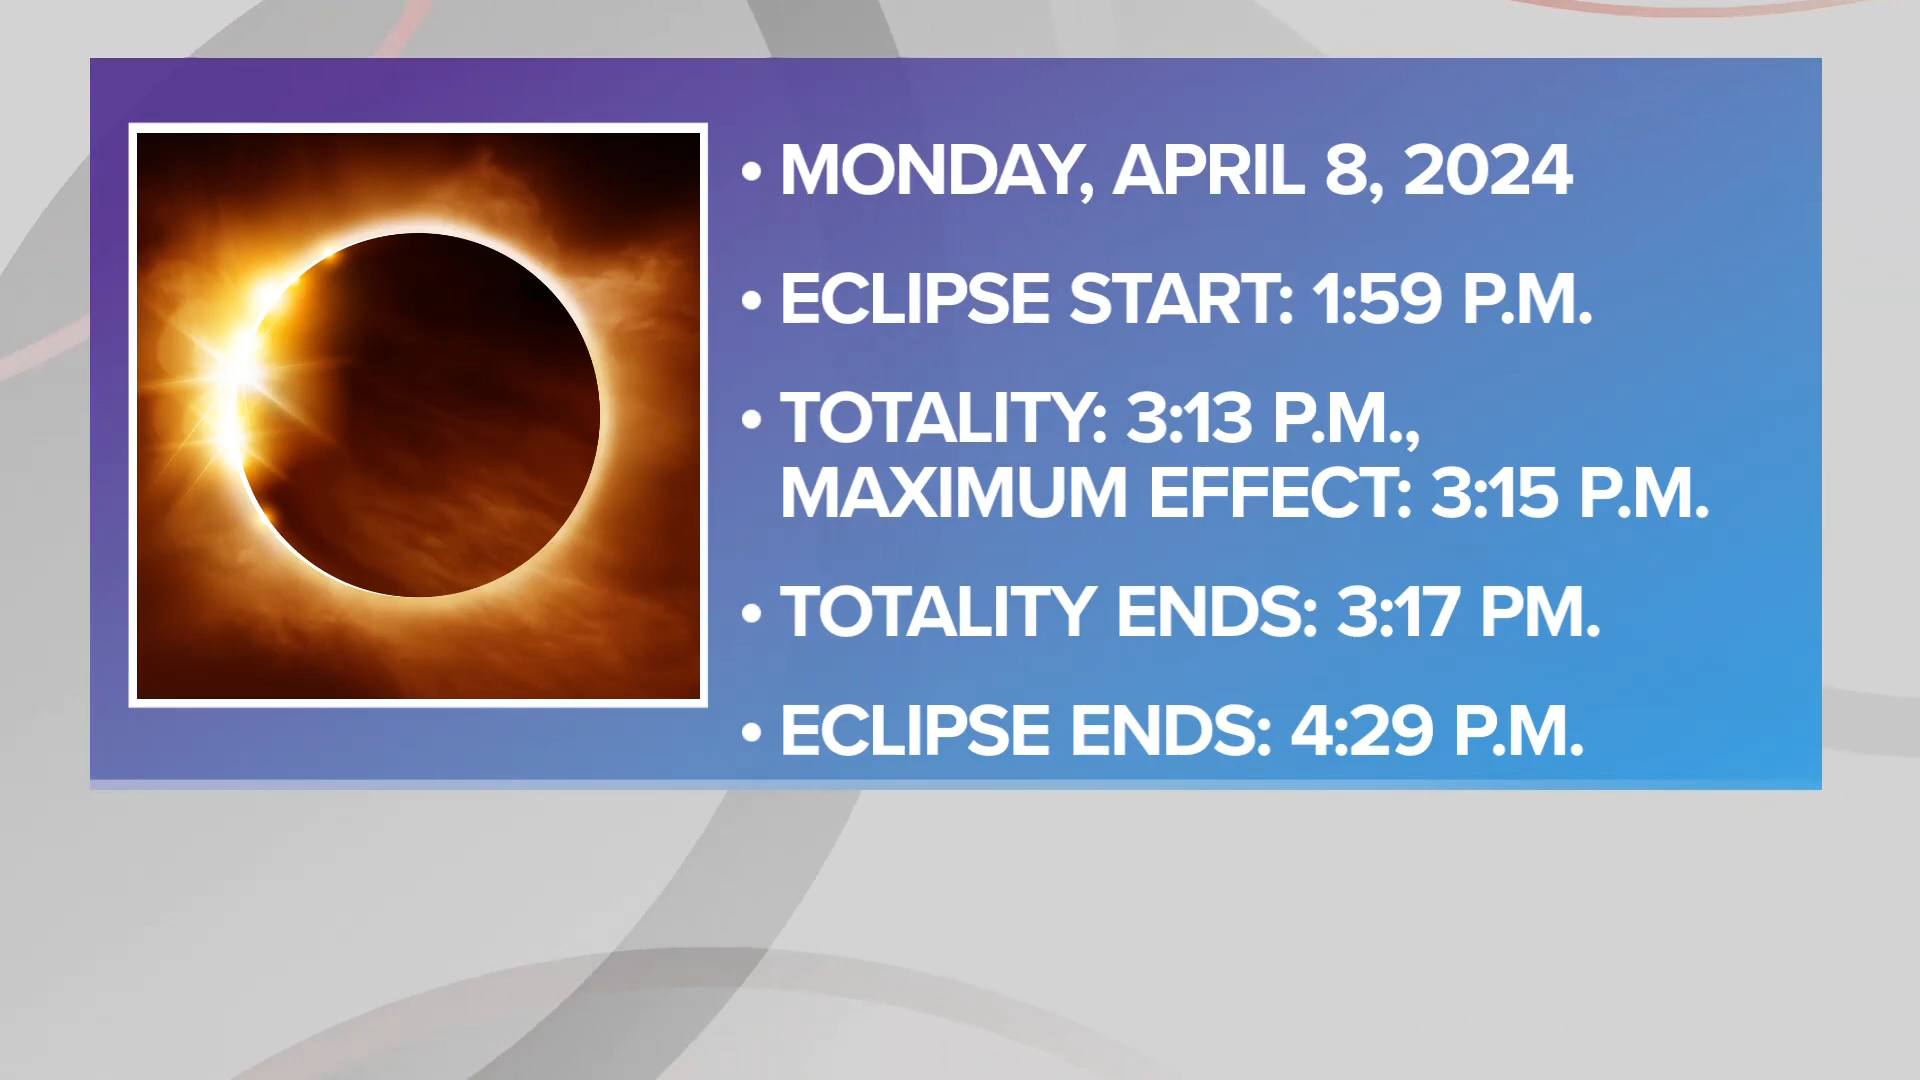 • MONDAY, APRIL 8, 2024
• ECLIPSE START: 1:59 P.M.
• TOTALITY: 3:13 P.M.,
MAXIMUM EFFECT: 3:15 P.M.
• TOTALITY ENDS: 3:17 PM.
• ECLIPSE ENDS: 4:29 P.M.